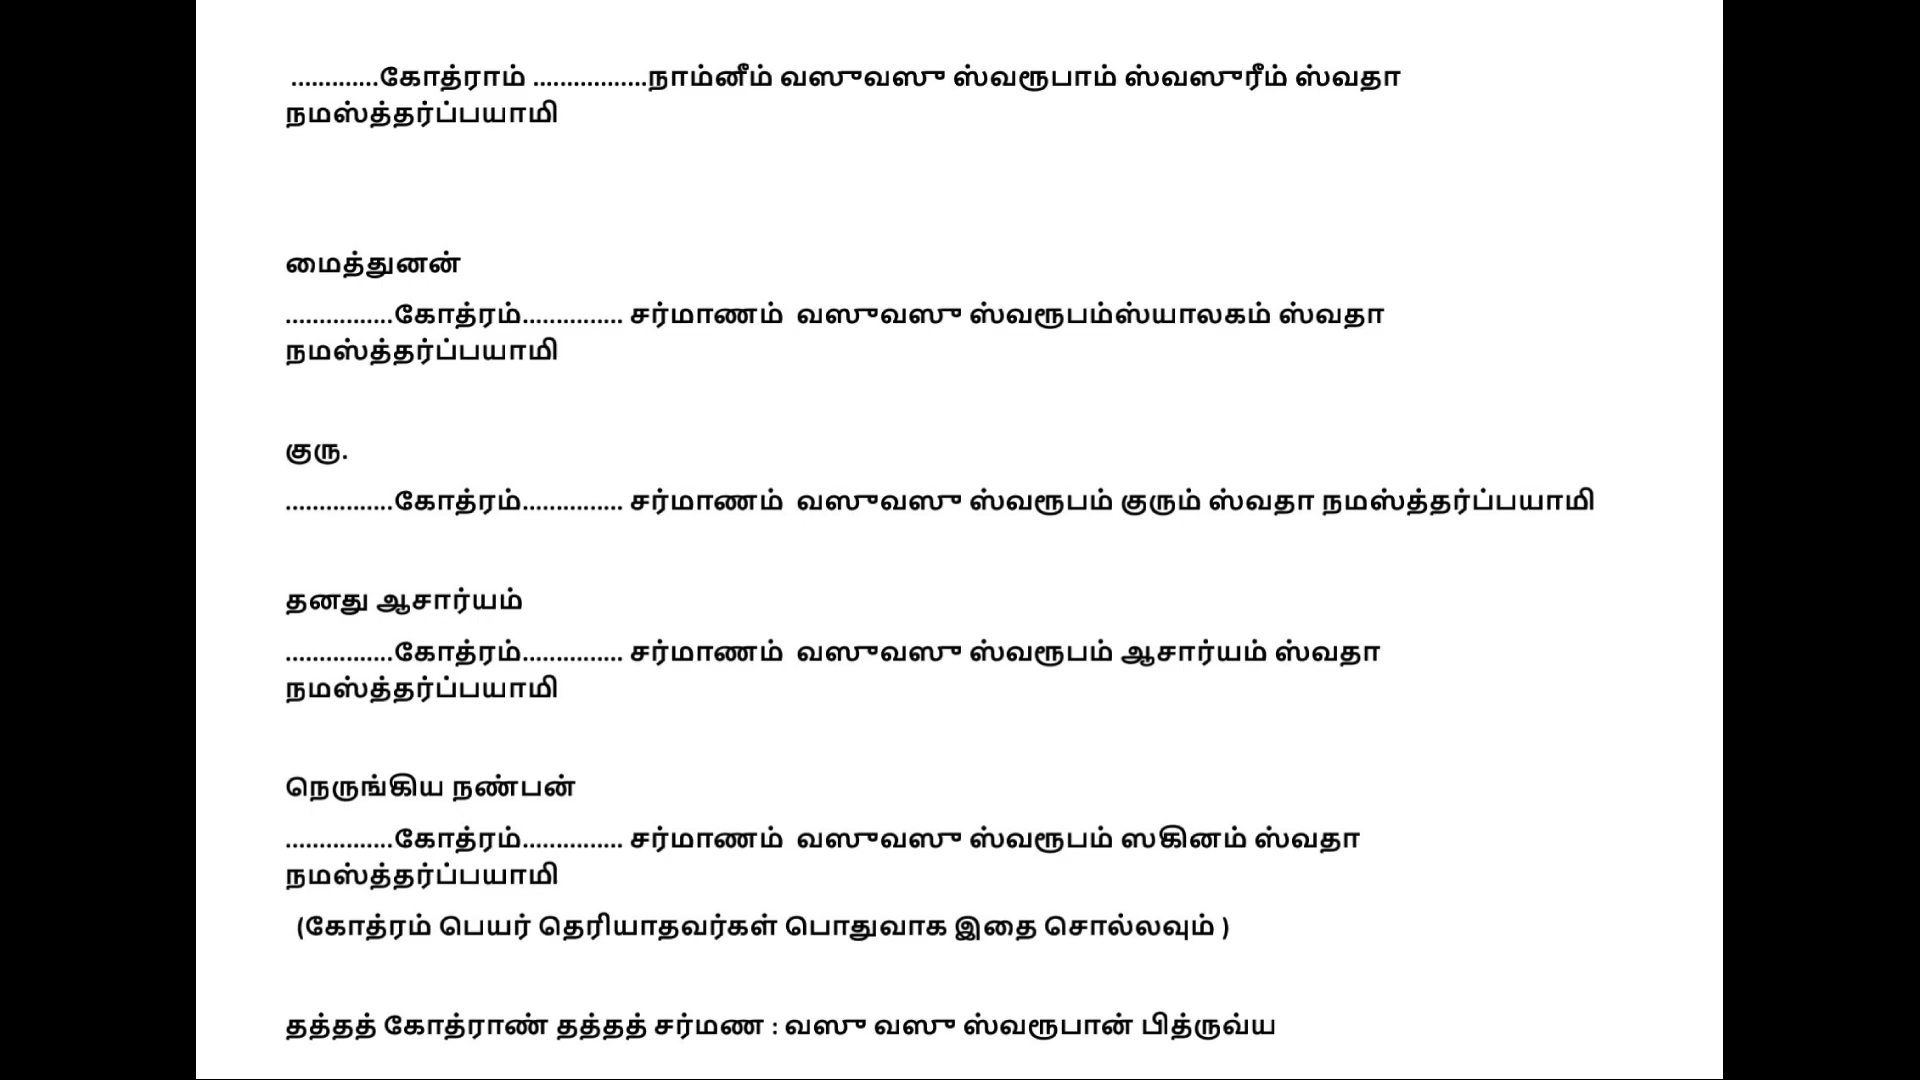 .............கோத்ராம் .................நாம்னீம் வஸுவஸு ஸ்வரூபாம் ஸ்வஸுரீம் ஸ்வதா
நமஸ்த்தர்ப்பயாமி
மைத்துனன்
................கோத்ரம்............... சர்மாணம் வஸுவஸு ஸ்வரூபம்ஸ்யாலகம் ஸ்வதா
நமஸ்த்தர்ப்பயாமி
குரு.
................கோத்ரம்............... சர்மாணம் வஸுவஸு ஸ்வரூபம் குரும் ஸ்வதா நமஸ்த்தர்ப்பயாமி
தனது ஆசார்யம்
................கோத்ரம்............... சர்மாணம் வஸுவஸு ஸ்வரூபம் ஆசார்யம் ஸ்வதா
நமஸ்த்தர்ப்பயாமி
நெருங்கிய நண்பன்
................கோத்ரம்............... சர்மாணம் வஸுவஸு ஸ்வரூபம் ஸகினம் ஸ்வதா
நமஸ்த்தர்ப்பயாமி
(கோத்ரம் பெயர் தெரியாதவர்கள் பொதுவாக இதை சொல்லவும் )
தத்தத் கோத்ராண் தத்தத் சர்மண : வஸு வஸு ஸ்வரூபான் பித்ருவ்ய